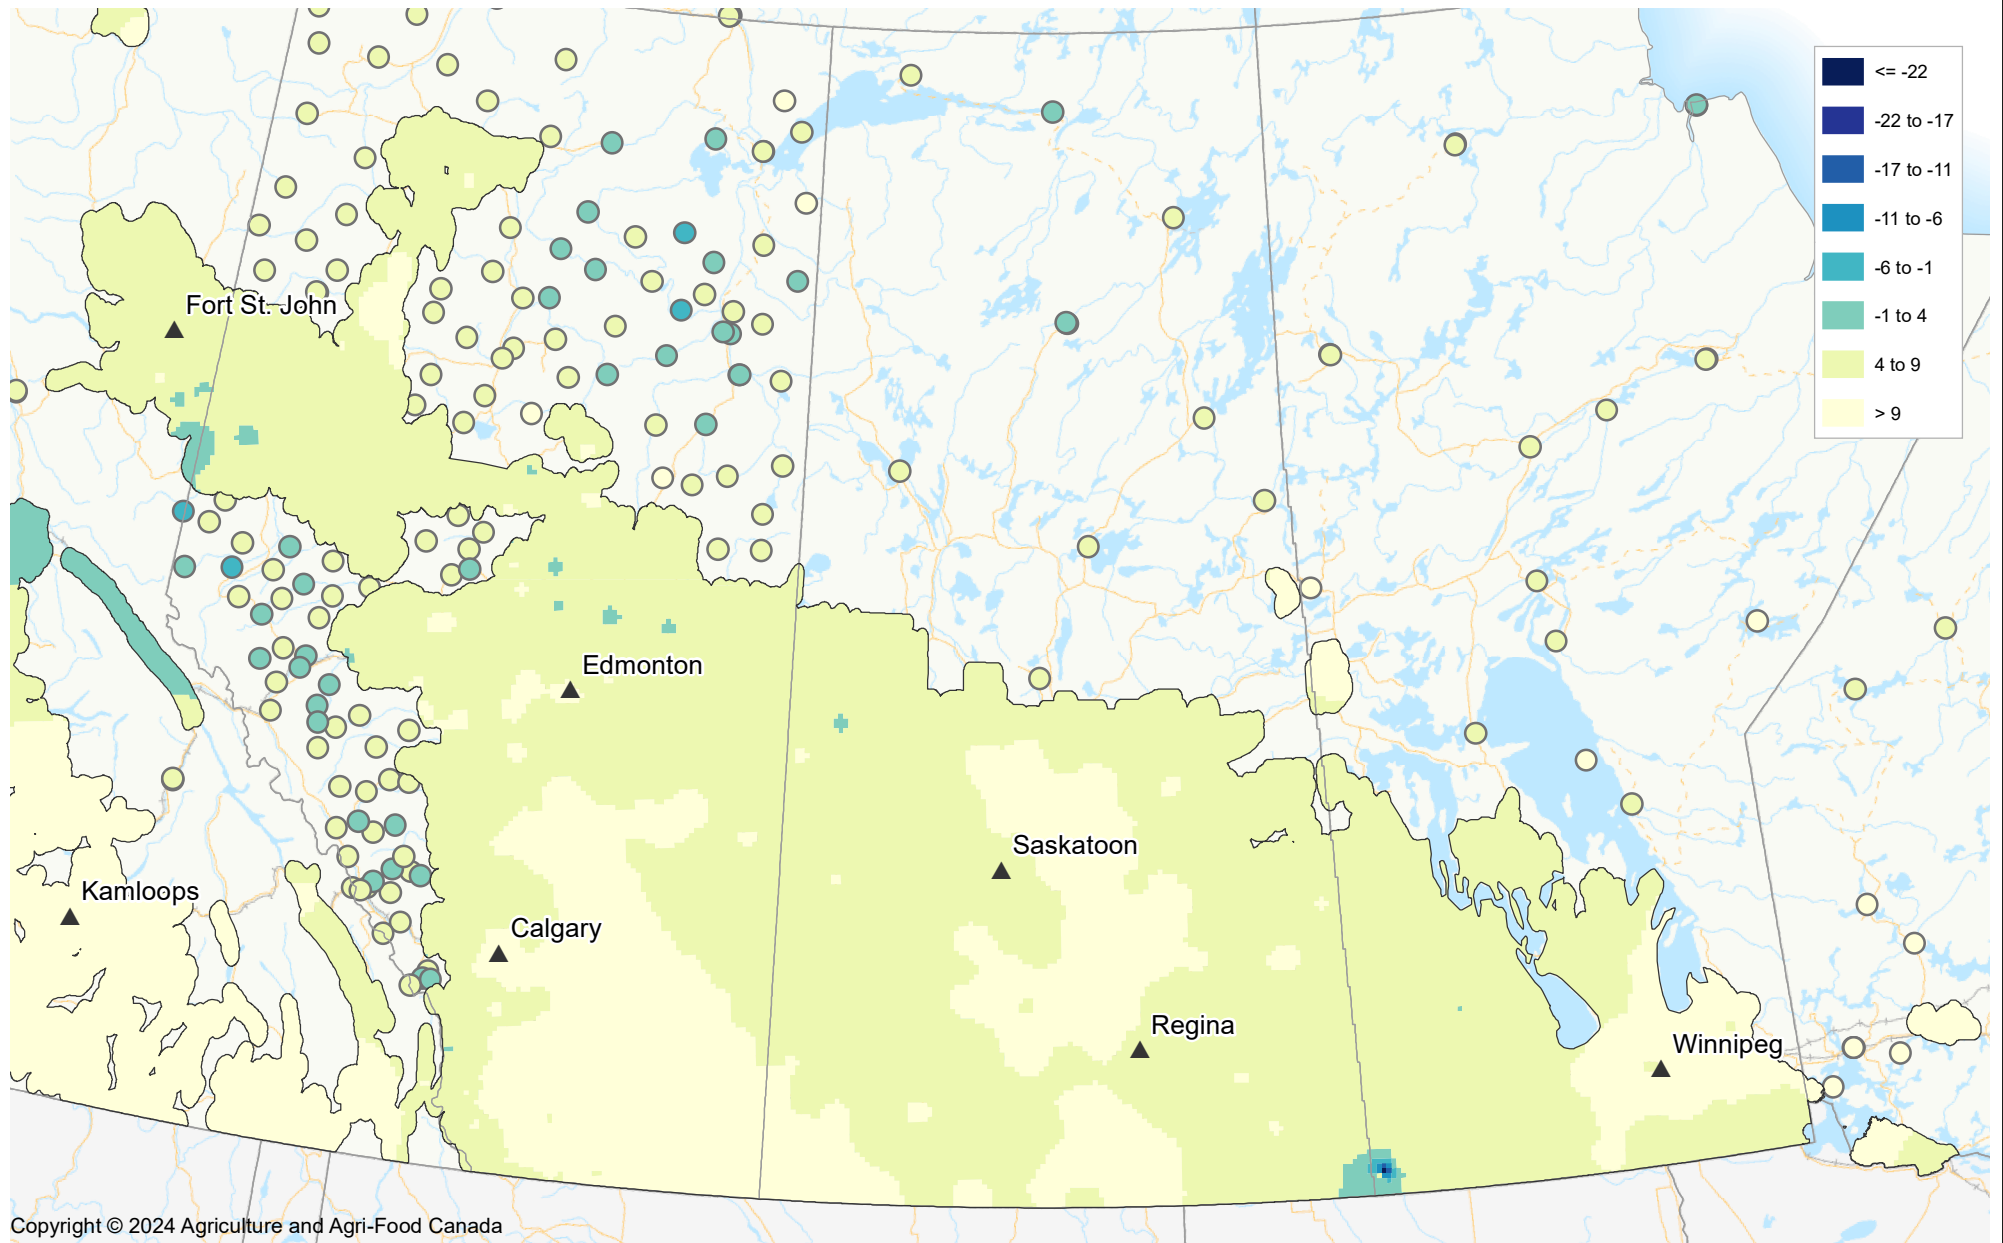 <= -22
-22 to -17
-17 to -11
-11 to -6
-6 to -1
-1 to 4
4 to 9
> 9
Fort St. John
Edmonton
Saskatoon
Kamloops
Calgary
Regina
Winnipeg
Copyright © 2024 Agriculture and Agri-Food Canada